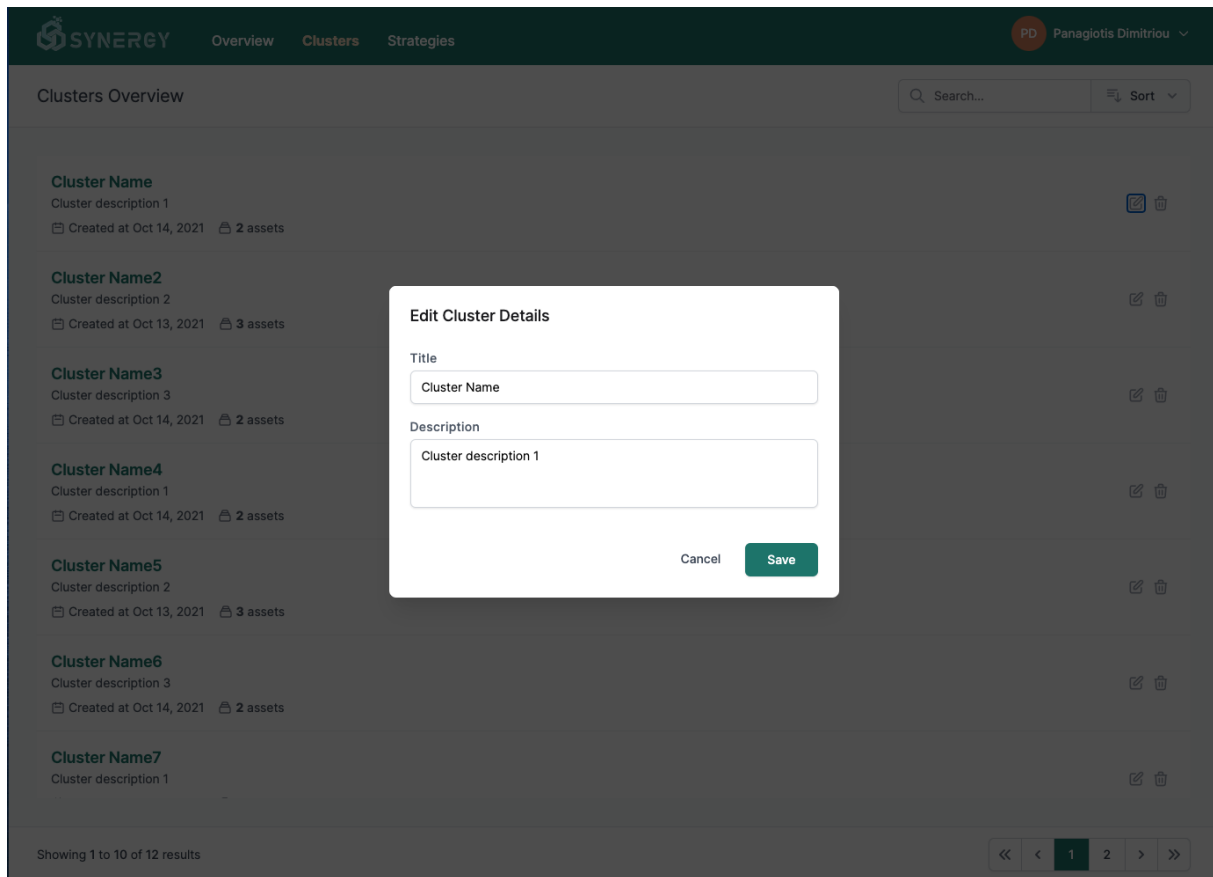 SYNERGY Overview Clusters Strategies PD Panagiotis Dimitriou
Clusters Overview Search... Sort
Cluster Name
Cluster description 1
Created at Oct 14, 2021 2 assets
Cluster Name2
Cluster description 2
Created at Oct 13, 2021 3 assets
Cluster Name3
Cluster description 3
Created at Oct 14, 2021 2 assets
Cluster Name4
Cluster description 1
Created at Oct 14, 2021 2 assets
Cluster Name5
Cluster description 2
Created at Oct 13, 2021 3 assets
Cluster Name6
Cluster description 3
Created at Oct 14, 2021 2 assets
Cluster Name7
Cluster description 1
Edit Cluster Details
Title
Cluster Name
Description
Cluster description 1
Cancel Save
Showing 1 to 10 of 12 results « < 1 2 > »